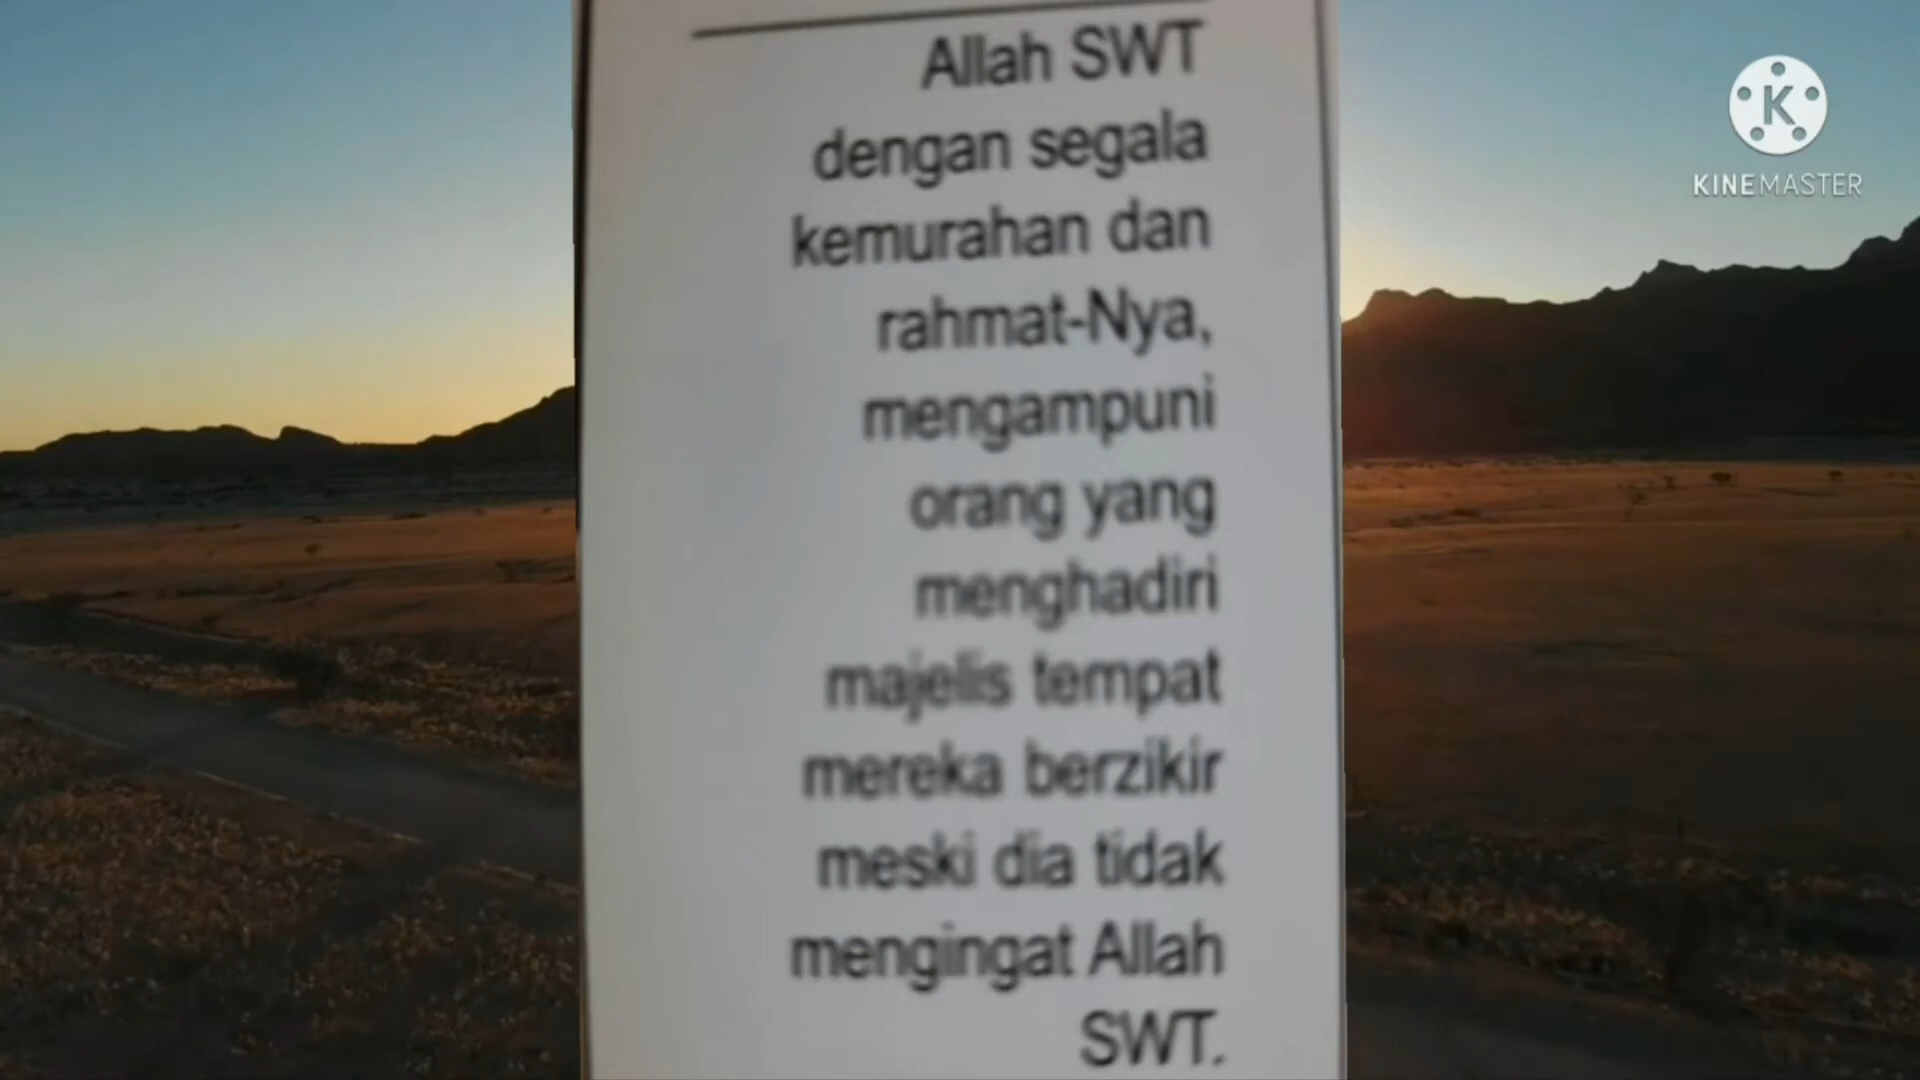 Allah SWT
dengan segala
kemurahan dan
rahmat-Nya,
mengampuni
orang yang
menghadiri
majelis tempat
mereka berzikir
meski dia tidak
mengingat Allah
SWT.
K
KINEMASTER